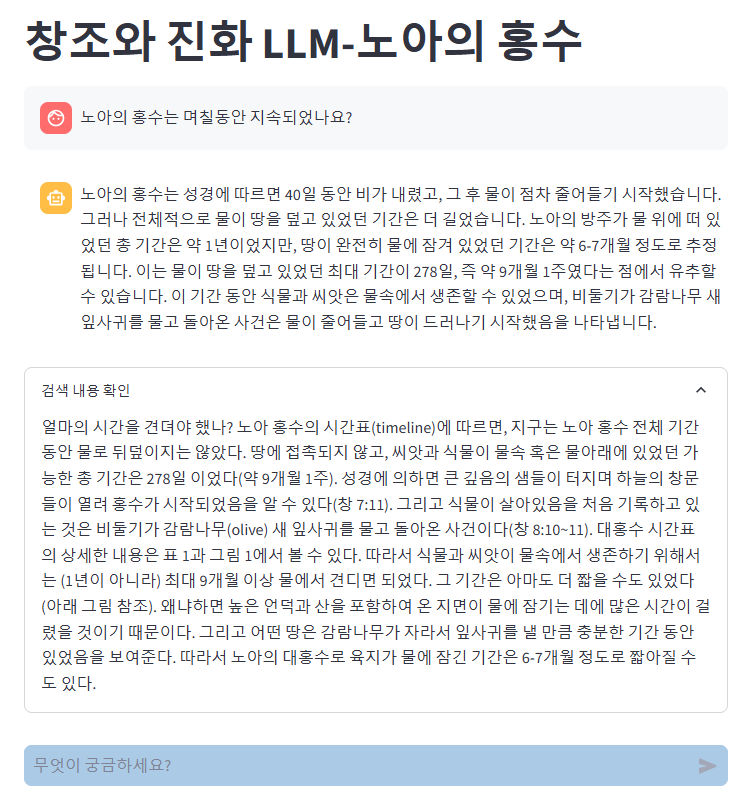 창조와 진화 LLM-노아의 홍수
노아의 홍수는 며칠동안 지속되었나요?
노아의 홍수는 성경에 따르면 40일 동안 비가 내렸고, 그 후 물이 점차 줄어들기 시작했습니다.
그러나 전체적으로 물이 땅을 덮고 있었던 기간은 더 길었습니다. 노아의 방주가 물 위에 떠 있
었던 총 기간은 약 1년이었지만, 땅이 완전히 물에 잠겨 있었던 기간은 약 6-7개월 정도로 추정
됩니다. 이는 물이 땅을 덮고 있었던 최대 기간이 278일, 즉 약 9개월 1주였다는 점에서 유추할
수 있습니다. 이 기간 동안 식물과 씨앗은 물속에서 생존할 수 있었으며, 비둘기가 감람나무 새
잎사귀를 물고 돌아온 사건은 물이 줄어들고 땅이 드러나기 시작했음을 나타냅니다.
검색 내용 확인
얼마의 시간을 견뎌야 했나? 노아 홍수의 시간표(timeline)에 따르면, 지구는 노아 홍수 전체 기간
동안 물로 뒤덮이지는 않았다. 땅에 접촉되지 않고, 씨앗과 식물이 물속 혹은 물아래에 있었던 가
능한 총 기간은 278일 이었다(약 9개월 1주). 성경에 의하면 큰 깊음의 샘들이 터지며 하늘의 창문
들이 열려 홍수가 시작되었음을 알 수 있다(창 7:11). 그리고 식물이 살아있음을 처음 기록하고 있
는 것은 비둘기가 감람나무(olive) 새 잎사귀를 물고 돌아온 사건이다(창 8:10~11). 대홍수 시간표
의 상세한 내용은 표 1과 그림 1에서 볼 수 있다. 따라서 식물과 씨앗이 물속에서 생존하기 위해서
는 (1년이 아니라) 최대 9개월 이상 물에서 견디면 되었다. 그 기간은 아마도 더 짧을 수도 있었다
(아래 그림 참조). 왜냐하면 높은 언덕과 산을 포함하여 온 지면이 물에 잠기는 데에 많은 시간이 걸
렸을 것이기 때문이다. 그리고 어떤 땅은 감람나무가 자라서 잎사귀를 낼 만큼 충분한 기간 동안
있었음을 보여준다. 따라서 노아의 대홍수로 육지가 물에 잠긴 기간은 6-7개월 정도로 짧아질 수
도 있다.
무엇이 궁금하세요?